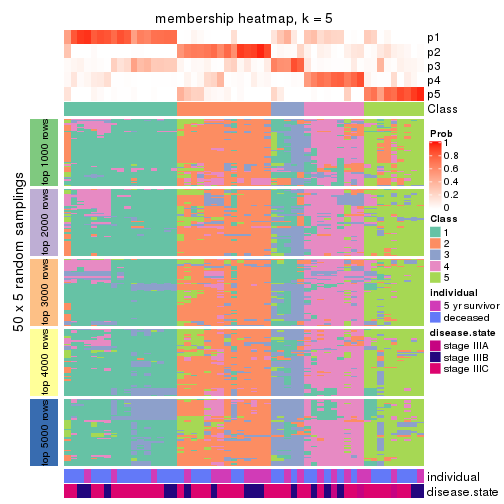 membership heatmap, k = 5
p1
p2
p3
p4
p5
Class
50 x 5 random samplings
top 1000 rows
top 2000 rows
top 3000 rows
top 4000 rows
top 5000 rows
individual
disease.state
Prob
1
0.8
0.6
0.4
0.2
0
Class
1
2
3
4
5
Individual
5 yr survivor
deceased
disease.state
stage IIIA
stage IIIB
stage IIIC